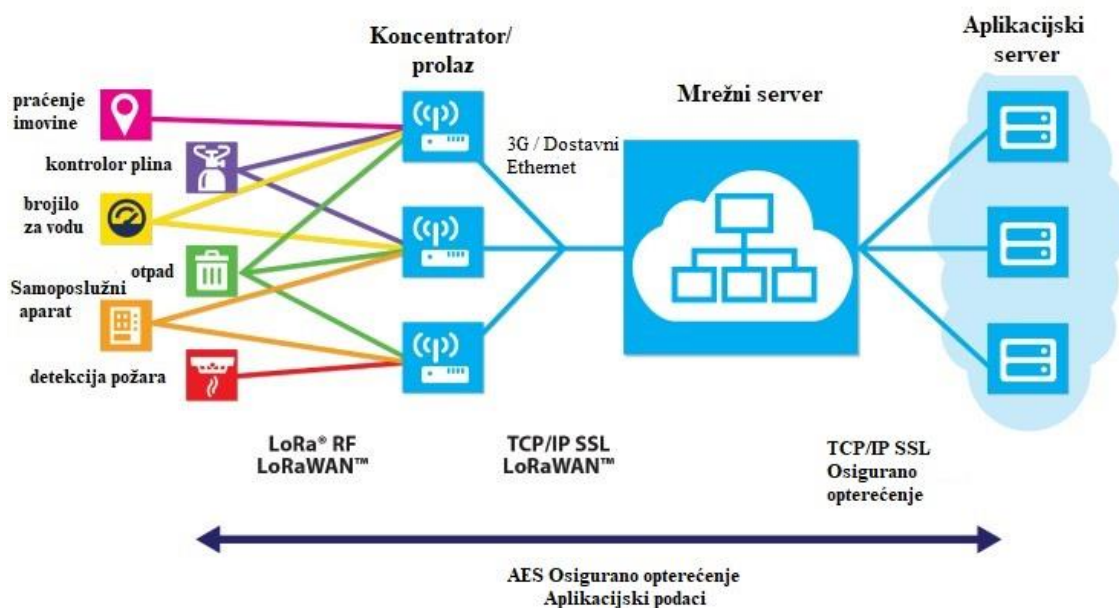 Koncentrator/
prolaz
Aplikacijski
server
Mrežni server
praćenje
imovine
kontrolor plina
brojilo
za vodu
otpad
Samoposlužni
aparat
detekcija požara
3G / Dostavni
Ethernet
LoRa® RF
LoRaWAN™
TCP/IP SSL
LoRaWAN™
TCP/IP SSL
Osigurano
opterećenje
AES Osigurano opterećenje
Aplikacijski podaci